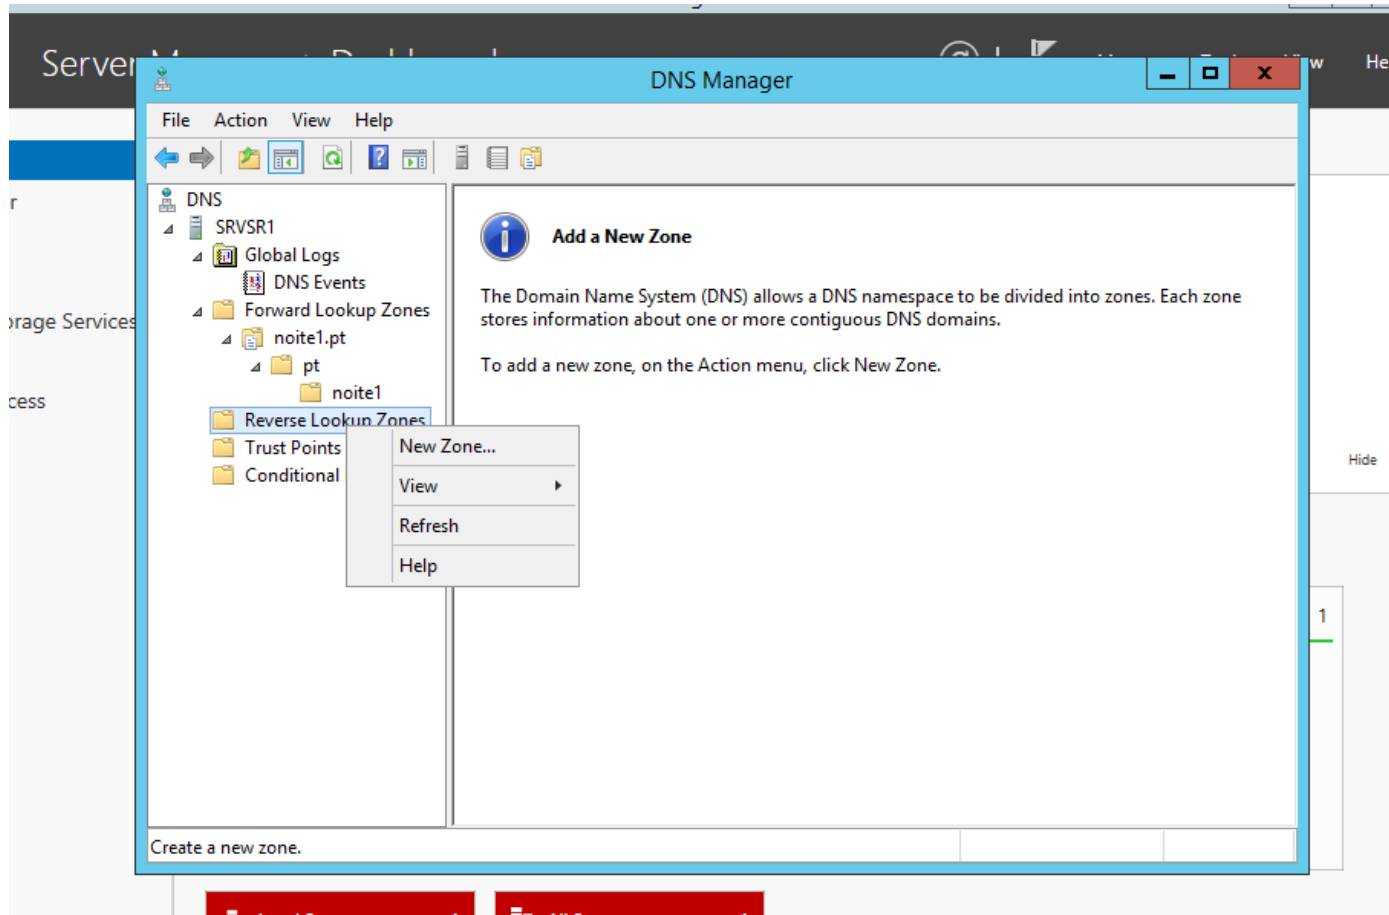 Server
He
DNS Manager
File Action View Help
DNS
SRVSR1
Global Logs
DNS Events
Forward Lookup Zones
noite1.pt
pt
noite1
Reverse Lookup Zones
Trust Points
Conditional
New Zone...
View
Refresh
Help
Add a New Zone
The Domain Name System (DNS) allows a DNS namespace to be divided into zones. Each zone
stores information about one or more contiguous DNS domains.
To add a new zone, on the Action menu, click New Zone.
r
orage Services
cess
Hide
1
Create a new zone.